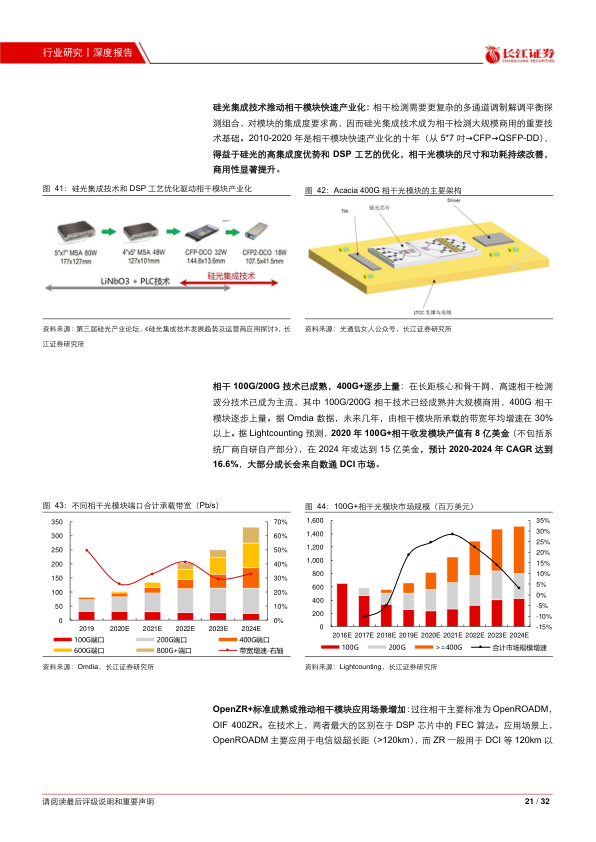 行业研究丨深度报告
长江证券
CHANGJIANG SECURITIES
硅光集成技术推动相干模块快速产业化：相干检测需要更复杂的多通道调制解调平衡探
测组合，对模块的集成度要求高，因而硅光集成技术成为相干检测大规模商用的重要技
术基础。2010-2020 年是相干模块快速产业化的十年（从 5*7 吋→CFP→QSFP-DD），
得益于硅光的高集成度优势和 DSP 工艺的优化，相干光模块的尺寸和功耗持续改善，
商用性显著提升。
图 41：硅光集成技术和 DSP 工艺优化驱动相干模块产业化
5"x7" MSA 80W
177x127mm
4"x5" MSA 48W
127x101mm
CFP-DCO 32W
144.8x13.6mm
CFP2-DCO 18W
107.5x41.5mm
LiNbO3 + PLC技术
硅光集成技术
资料来源：第三届硅光产业论坛，《硅光集成技术发展趋势及运营商应用探讨》，长
江证券研究所
图 42：Acacia 400G 相干光模块的主要架构
TIA
硅光芯片
Driver
LTCC 支撑与走线
资料来源：光通信女人公众号，长江证券研究所
相干 100G/200G 技术已成熟，400G+逐步上量：在长距核心和骨干网，高速相干检测
波分技术已成为主流，其中 100G/200G 相干技术已经成熟并大规模商用，400G 相干
模块逐步上量。据 Omdia 数据，未来几年，由相干模块所承载的带宽年均增速在 30%
以上。据 Lightcounting 预测，2020 年 100G+相干收发模块产值有 8 亿美金（不包括系
统厂商自研自产部分），在 2024 年或达到 15 亿美金，预计 2020-2024 年 CAGR 达到
16.6%，大部分成长会来自数通 DCI 市场。
图 43：不同相干光模块端口合计承载带宽（Pb/s）
350
300
250
200
150
100
50
0
70%
60%
50%
40%
30%
20%
10%
0%
2019 2020E 2021E 2022E 2023E 2024E
100G端口 200G端口 400G端口
600G端口 800G+端口 带宽增速-右轴
资料来源：Omdia，长江证券研究所
图 44：100G+相干光模块市场规模（百万美元）
1,600
1,400
1,200
1,000
800
600
400
200
0
35%
30%
25%
20%
15%
10%
5%
0%
-5%
-10%
-15%
2016E 2017E 2018E 2019E 2020E 2021E 2022E 2023E 2024E
100G 200G >=400G 合计市场规模增速
资料来源：Lightcounting，长江证券研究所
OpenZR+标准成熟或推动相干模块应用场景增加：过往相干主要标准为 OpenROADM，
OIF 400ZR。在技术上，两者最大的区别在于 DSP 芯片中的 FEC 算法。应用场景上，
OpenROADM 主要应用于电信级超长距（>120km），而 ZR 一般用于 DCI 等 120km 以
请阅读最后评级说明和重要声明
21 / 32